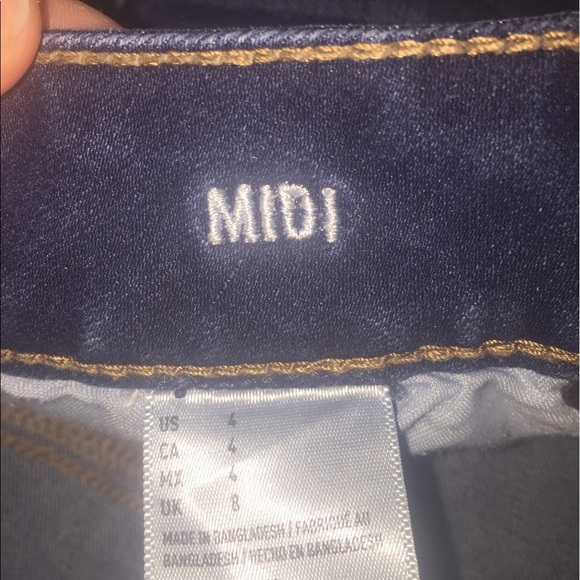 MIDI
US 4
CA 4
MX 4
UK 8
MADE IN BANGLADESH / FABRIQUÉ AU
BANGLADESH / HECHO EN BANGLADESH